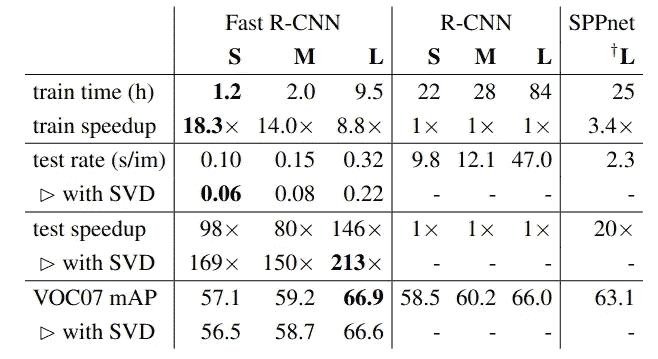 Fast R-CNN R-CNN SPPnet
S M L S M L †L
train time (h) 1.2 2.0 9.5 22 28 84 25
train speedup 18.3× 14.0× 8.8× 1× 1× 1× 3.4×
test rate (s/im) 0.10 0.15 0.32 9.8 12.1 47.0 2.3
▷ with SVD 0.06 0.08 0.22 - - - -
test speedup 98× 80× 146× 1× 1× 1× 20×
▷ with SVD 169× 150× 213× - - - -
VOC07 mAP 57.1 59.2 66.9 58.5 60.2 66.0 63.1
▷ with SVD 56.5 58.7 66.6 - - - -